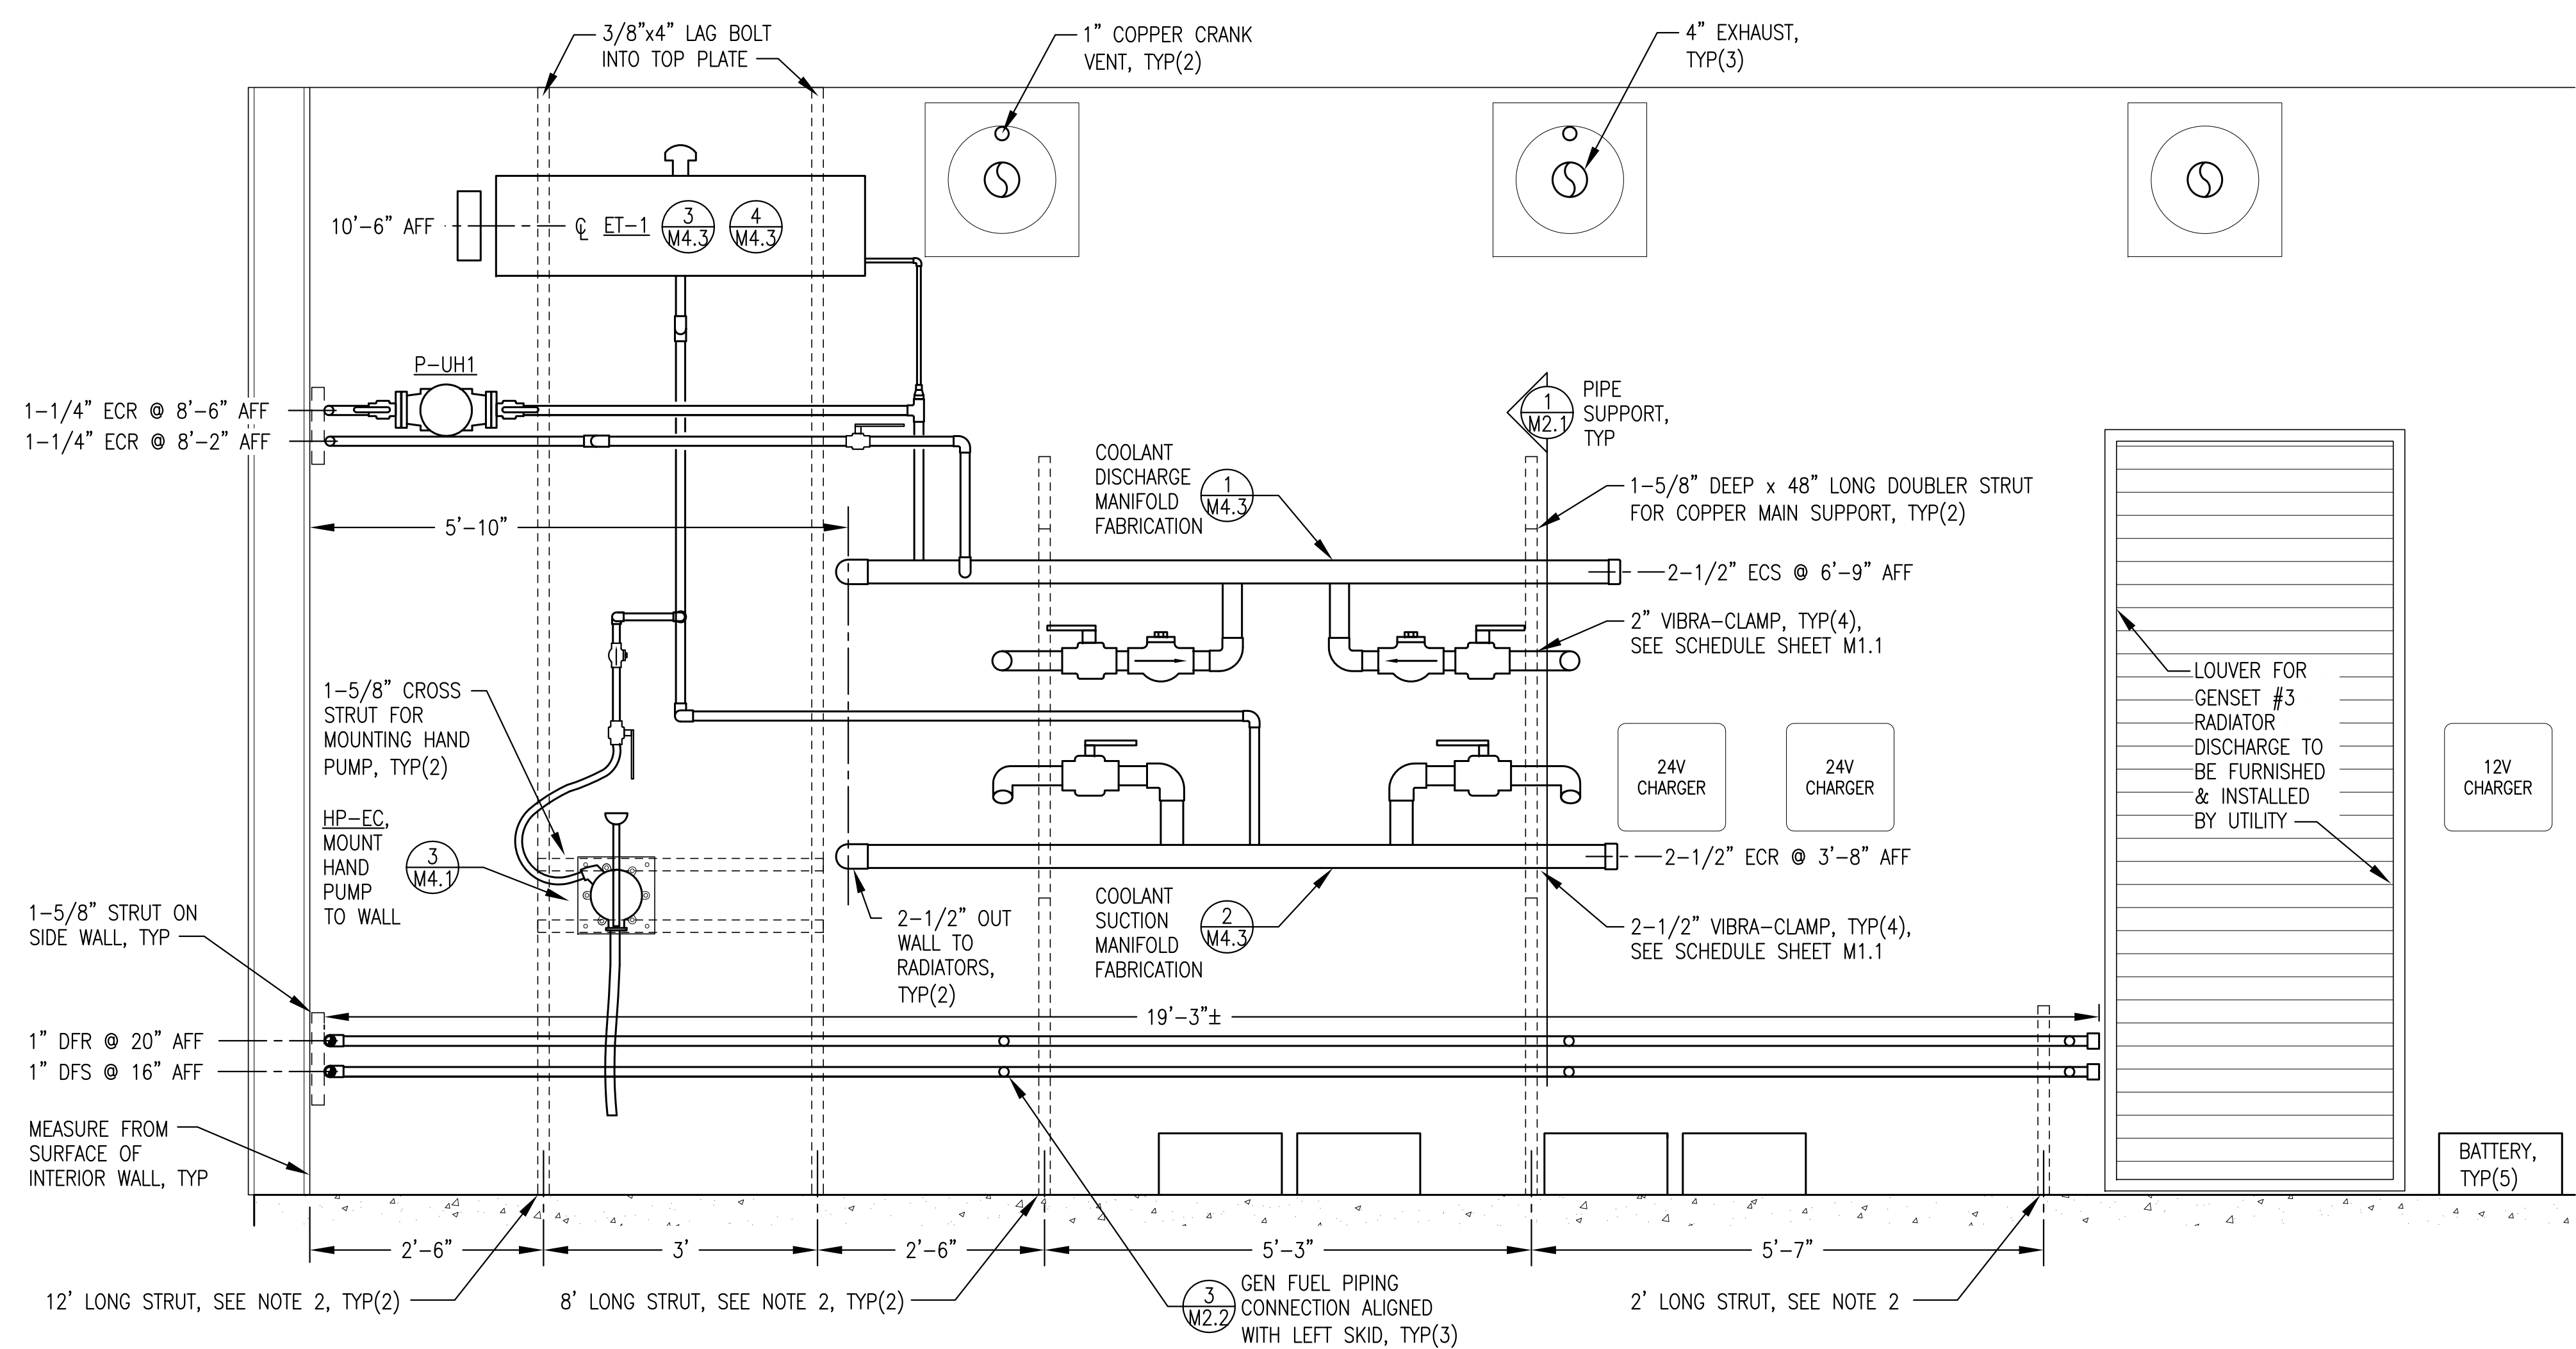 3/8"x4" LAG BOLT
INTO TOP PLATE
1" COPPER CRANK
VENT, TYP(2)
4" EXHAUST,
TYP(3)
10'-6" AFF
℄ ET-1
3
M4.3
4
M4.3
P-UH1
1-1/4" ECR @ 8'-6" AFF
1-1/4" ECR @ 8'-2" AFF
1
M2.1
PIPE
SUPPORT,
TYP
COOLANT
DISCHARGE
MANIFOLD
FABRICATION
1
M4.3
1-5/8" DEEP x 48" LONG DOUBLER STRUT
FOR COPPER MAIN SUPPORT, TYP(2)
5'-10"
2-1/2" ECS @ 6'-9" AFF
2" VIBRA-CLAMP, TYP(4),
SEE SCHEDULE SHEET M1.1
LOUVER FOR
GENSET #3
RADIATOR
DISCHARGE TO
BE FURNISHED
& INSTALLED
BY UTILITY
1-5/8" CROSS
STRUT FOR
MOUNTING HAND
PUMP, TYP(2)
24V
CHARGER
24V
CHARGER
12V
CHARGER
HP-EC,
MOUNT
HAND
PUMP
TO WALL
3
M4.1
2-1/2" ECR @ 3'-8" AFF
2-1/2" OUT
WALL TO
RADIATORS,
TYP(2)
COOLANT
SUCTION
MANIFOLD
FABRICATION
2
M4.3
2-1/2" VIBRA-CLAMP, TYP(4),
SEE SCHEDULE SHEET M1.1
1-5/8" STRUT ON
SIDE WALL, TYP
19'-3"±
1" DFR @ 20" AFF
1" DFS @ 16" AFF
MEASURE FROM
SURFACE OF
INTERIOR WALL, TYP
BATTERY,
TYP(5)
2'-6"
3'
2'-6"
5'-3"
5'-7"
12' LONG STRUT, SEE NOTE 2, TYP(2)
8' LONG STRUT, SEE NOTE 2, TYP(2)
3
M2.2
GEN FUEL PIPING
CONNECTION ALIGNED
WITH LEFT SKID, TYP(3)
2' LONG STRUT, SEE NOTE 2